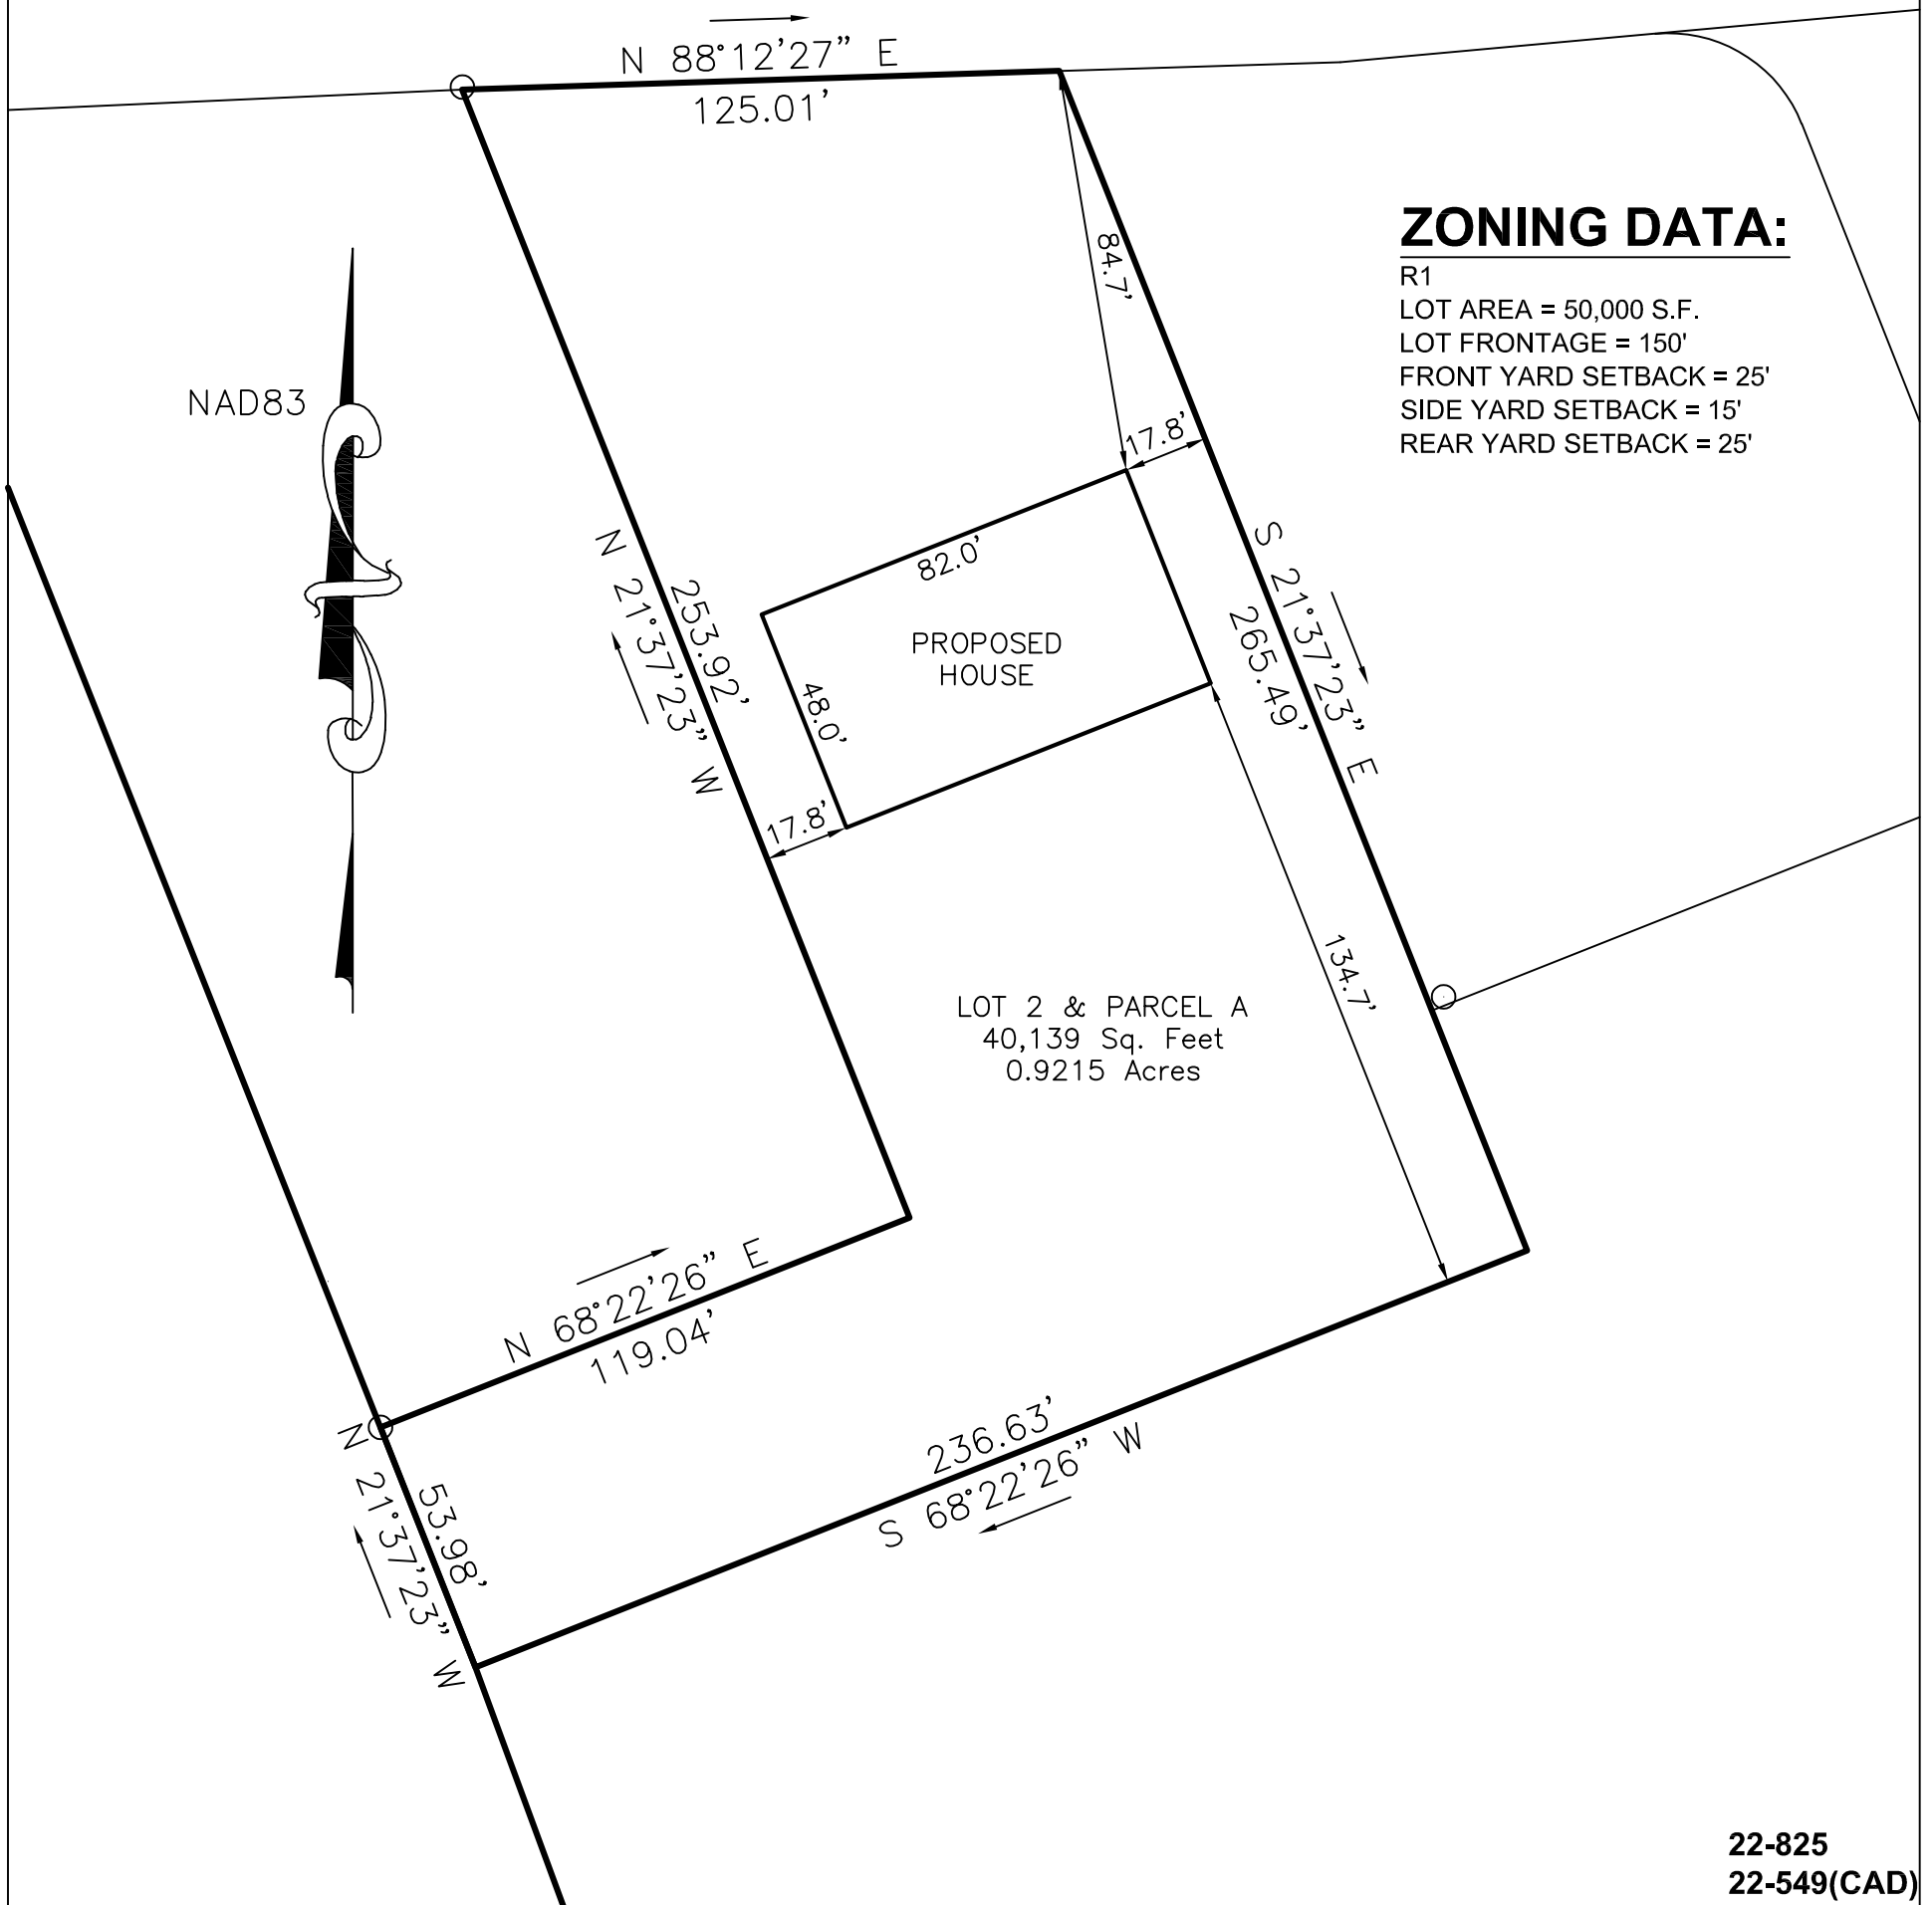 N 88°12'27” E
125.01'
ZONING DATA:
R1
LOT AREA = 50,000 S.F.
LOT FRONTAGE = 150'
FRONT YARD SETBACK = 25'
SIDE YARD SETBACK = 15'
REAR YARD SETBACK = 25'
84.7'
NAD83
17.8'
82.0'
N 21°37'23” W
253.92'
S 21°37'23” E
265.49'
PROPOSED
HOUSE
48.0'
17.8'
134.7'
LOT 2 & PARCEL A
40,139 Sq. Feet
0.9215 Acres
N 68°22'26” E
119.04'
236.63'
S 68°22'26” W
N 21°37'23” W
53.98'
22-825
22-549(CAD)